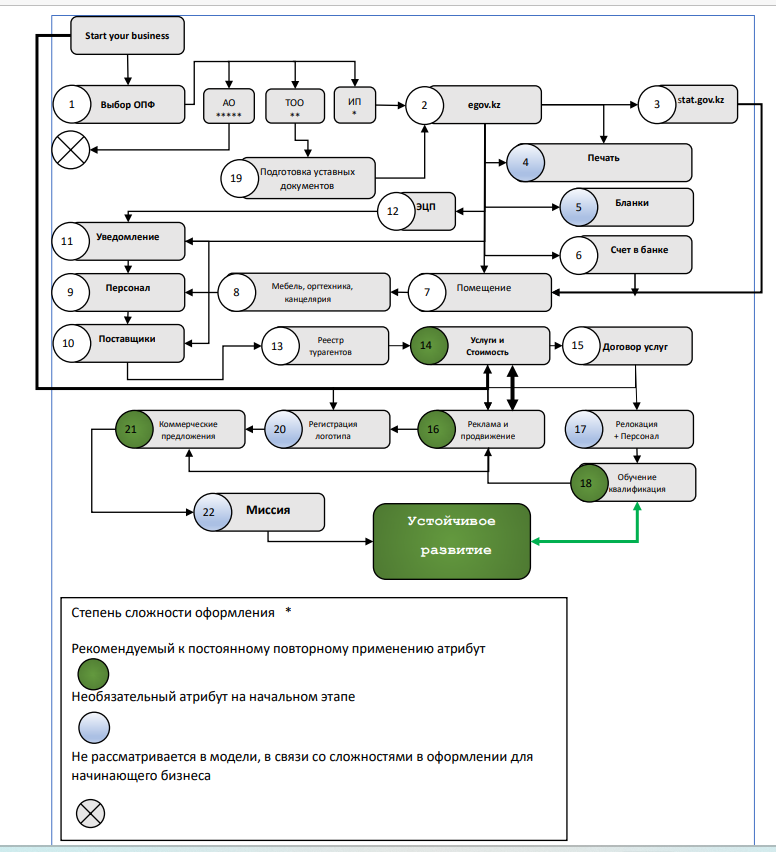 Start your business
1
Выбор ОПФ
АО
*****
ТОО
**
ИП
*
2
egov.kz
3
stat.gov.kz
4
Печать
19
Подготовка уставных
документов
5
Бланки
12
ЭЦП
11
Уведомление
6
Счет в банке
9
Персонал
8
Мебель, оргтехника,
канцелярия
7
Помещение
10
Поставщики
13
Реестр
турагентов
14
Услуги и
Стоимость
15
Договор услуг
21
Коммерческие
предложения
20
Регистрация
логотипа
16
Реклама и
продвижение
17
Релокация
+ Персонал
18
Обучение
квалификация
22
Миссия
Устойчивое
развитие
Степень сложности оформления *
Рекомендуемый к постоянному повторному применению атрибут
Необязательный атрибут на начальном этапе
Не рассматривается в модели, в связи со сложностями в оформлении для
начинающего бизнеса